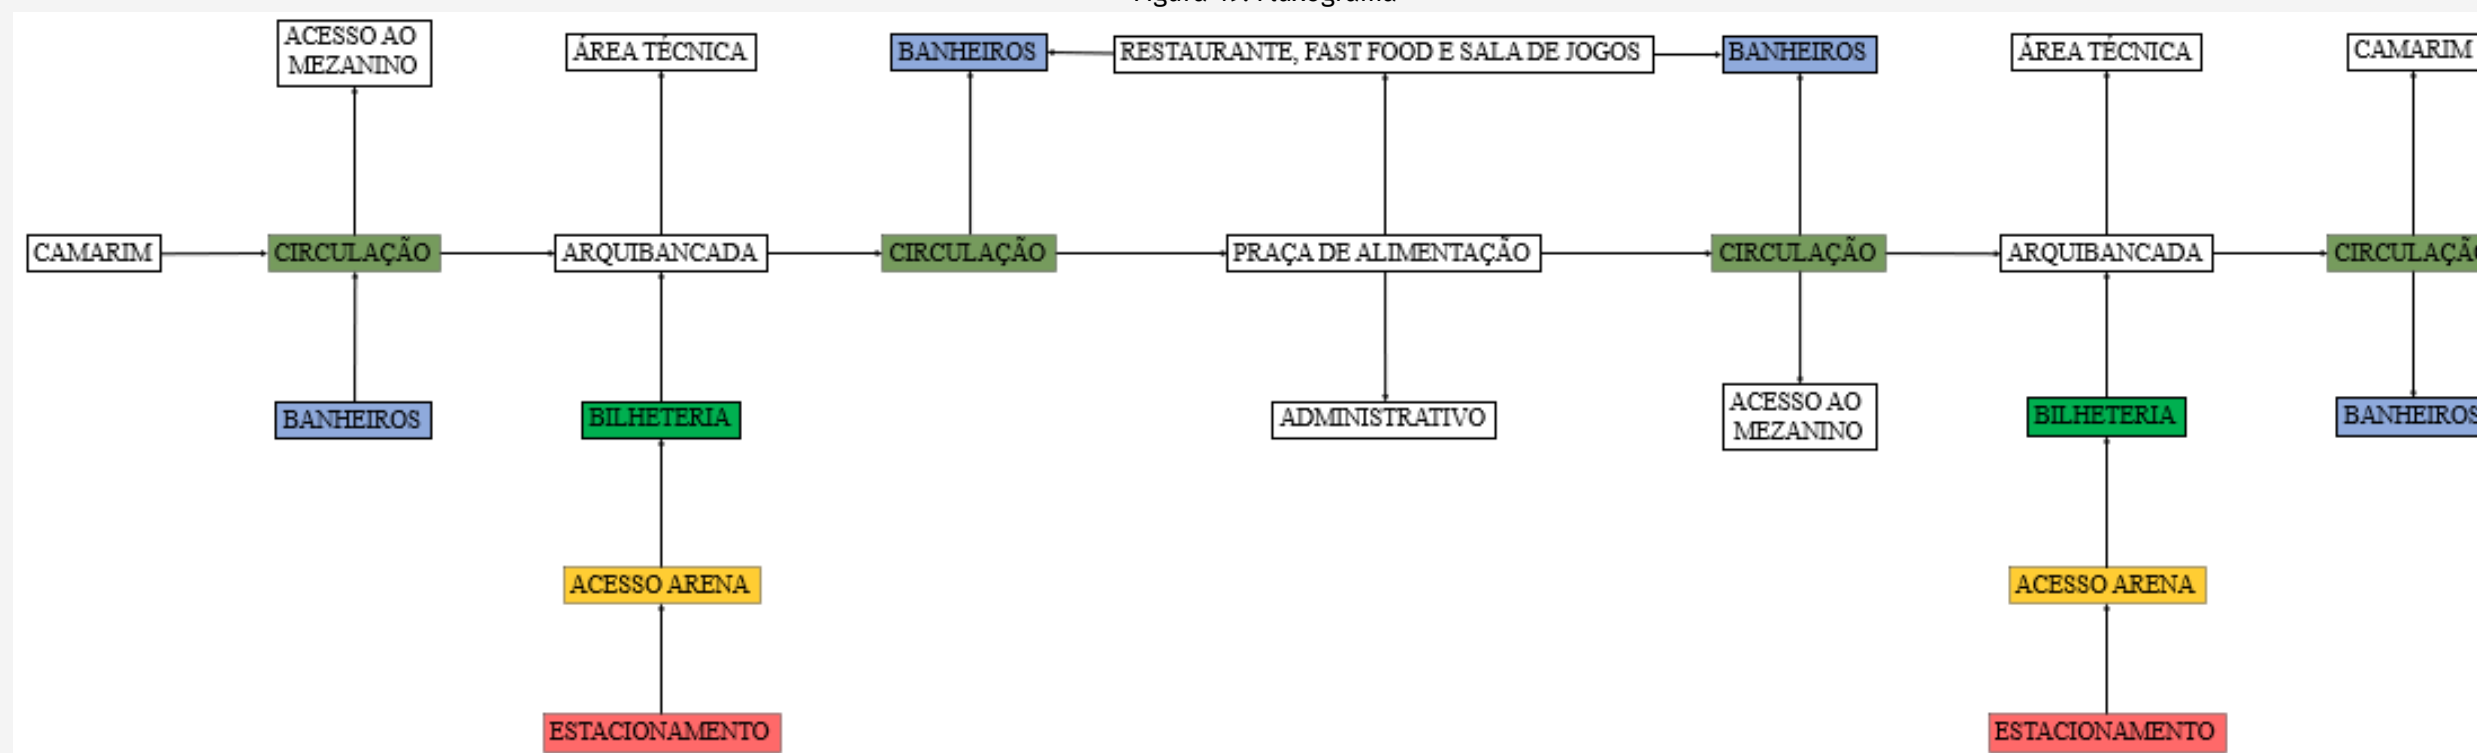 ACESSO AO
MEZANINO
ÁREA TÉCNICA
BANHEIROS
RESTAURANTE, FAST FOOD E SALA DE JOGOS
BANHEIROS
ÁREA TÉCNICA
CAMARIM
CAMARIM
CIRCULAÇÃO
ARQUIBANCADA
CIRCULAÇÃO
PRAÇA DE ALIMENTAÇÃO
CIRCULAÇÃO
ARQUIBANCADA
CIRCULAÇÃO
BANHEIROS
BILHETERIA
ADMINISTRATIVO
ACESSO AO
MEZANINO
BILHETERIA
BANHEIROS
ACESSO ARENA
ACESSO ARENA
ESTACIONAMENTO
ESTACIONAMENTO